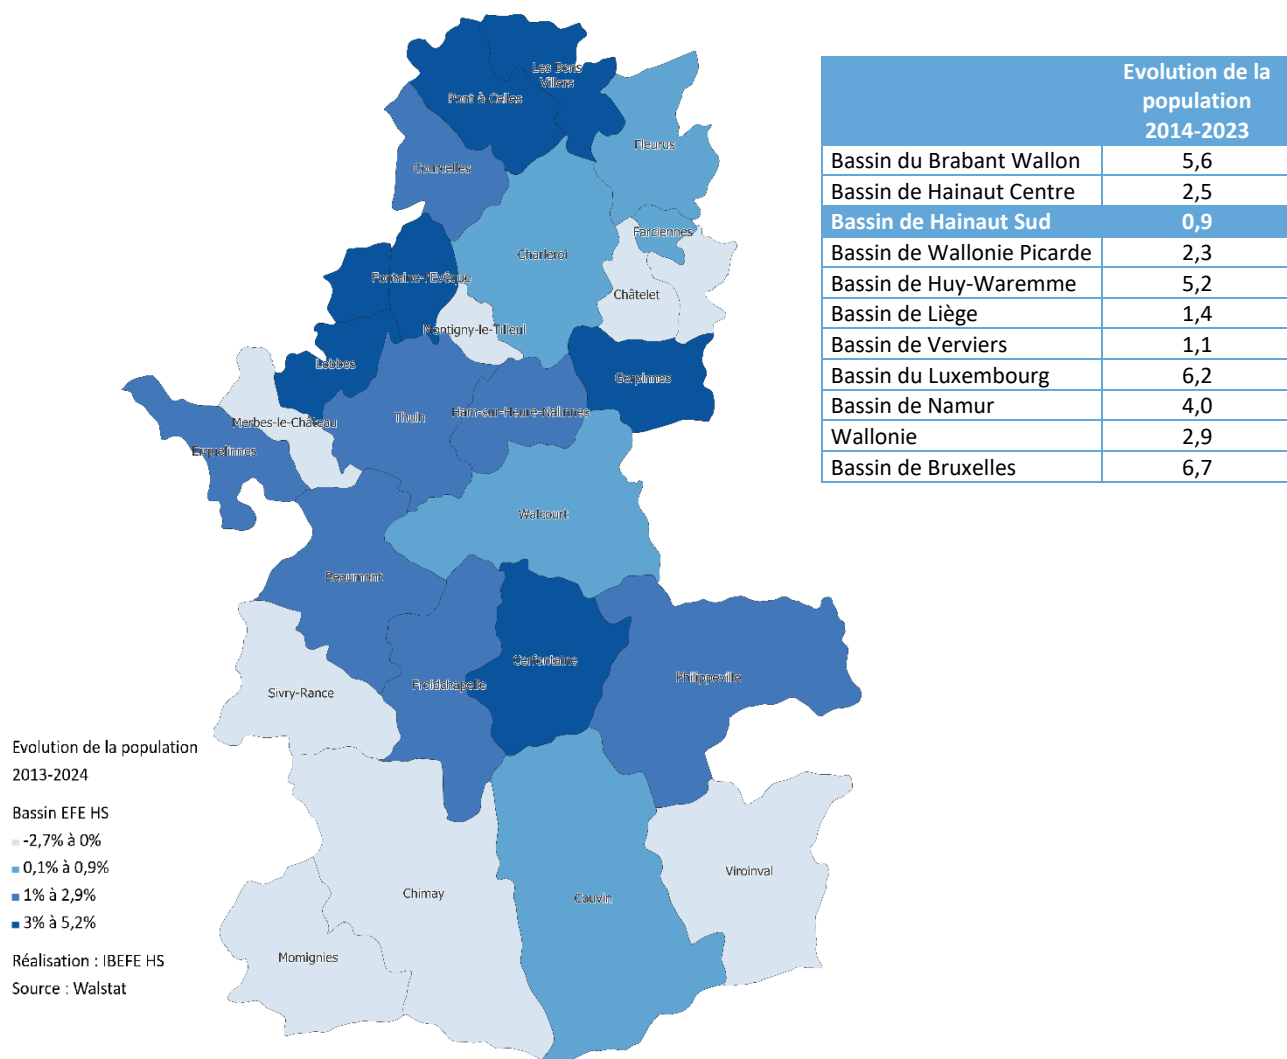 Les Bons
Villers
Pont à Celles
Fleurus
Courcelles
Farciennes
Charleroi
Fontaine-l'Evêque
Châtelet
Montigny-le-Tilleul
Lobbes
Gerpinnes
Ham-sur-Heure-Nalinnes
Thuin
Merbes-le-Château
Erquelinnes
Walcourt
Beaumont
Cerfontaine
Philippeville
Froidchapelle
Sivry-Rance
Viroinval
Chimay
Couvin
Momignies
Evolution de la population
2013-2024
Bassin EFE HS
-2,7% à 0%
0,1% à 0,9%
1% à 2,9%
3% à 5,2%
Réalisation : IBEFE HS
Source : Walstat
Evolution de la
population
2014-2023
Bassin du Brabant Wallon 5,6
Bassin de Hainaut Centre 2,5
Bassin de Hainaut Sud 0,9
Bassin de Wallonie Picarde 2,3
Bassin de Huy-Waremme 5,2
Bassin de Liège 1,4
Bassin de Verviers 1,1
Bassin du Luxembourg 6,2
Bassin de Namur 4,0
Wallonie 2,9
Bassin de Bruxelles 6,7